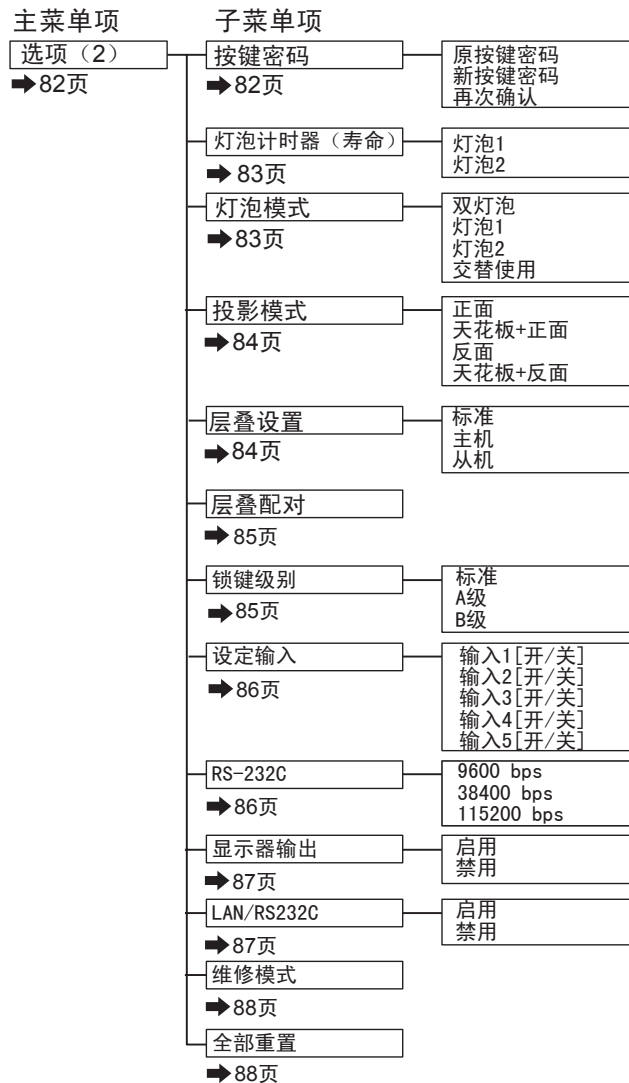 主菜单项
子菜单项
选项（2）
➡82页
按键密码
➡82页
原按键密码
新按键密码
再次确认
灯泡计时器（寿命）
➡83页
灯泡1
灯泡2
灯泡模式
➡83页
双灯泡
灯泡1
灯泡2
交替使用
投影模式
➡84页
正面
天花板+正面
反面
天花板+反面
层叠设置
➡84页
标准
主机
从机
层叠配对
➡85页
锁键级别
➡85页
标准
A级
B级
设定输入
➡86页
输入1[开/关]
输入2[开/关]
输入3[开/关]
输入4[开/关]
输入5[开/关]
RS-232C
➡86页
9600 bps
38400 bps
115200 bps
显示器输出
➡87页
启用
禁用
LAN/RS232C
➡87页
启用
禁用
维修模式
➡88页
全部重置
➡88页